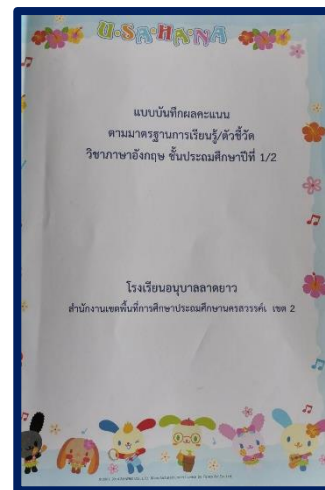 U•SA•HA•NA
แบบบันทึกผลคะแนน
ตามมาตรฐานการเรียนรู้/ตัวชี้วัด
วิชาภาษาอังกฤษ ชั้นประถมศึกษาปีที่ 1/2
โรงเรียนอนุบาลลาดยาว
สำนักงานเขตพื้นที่การศึกษาประถมศึกษานครสวรรค์ เขต 2